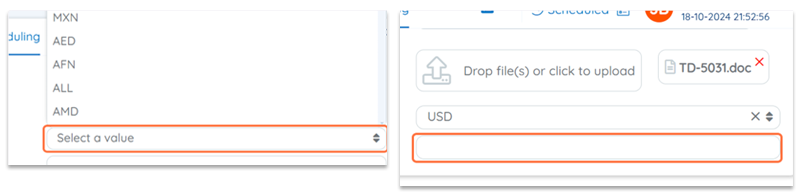 MXN
AED
AFN
ALL
AMD
duling
Select a value
Scheduled
18-10-2024 21:52:56
Drop file(s) or click to upload
TD-5031.doc
USD